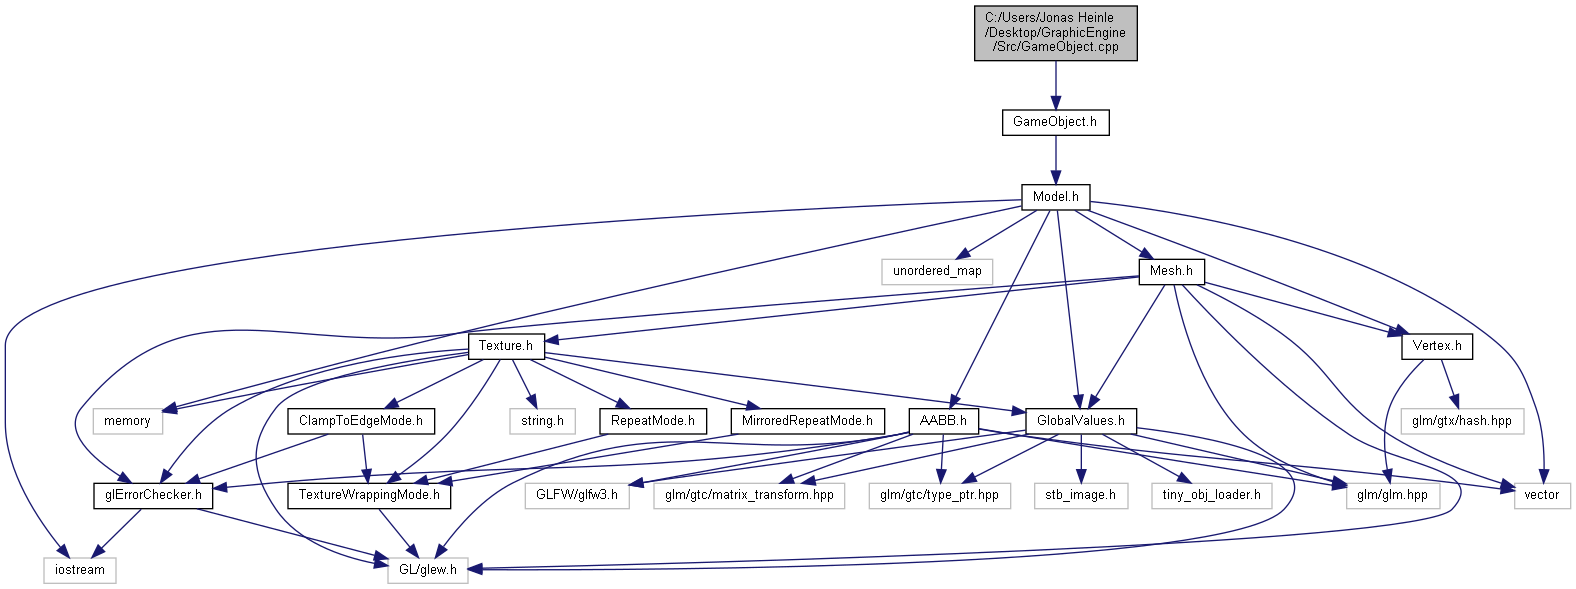 C:/Users/Jonas Heinle
/Desktop/GraphicEngine
/Src/GameObject.cpp
GameObject.h
Model.h
unordered_map
Mesh.h
Texture.h
Vertex.h
memory
ClampToEdgeMode.h
string.h
RepeatMode.h
MirroredRepeatMode.h
AABB.h
GlobalValues.h
glm/gtx/hash.hpp
glErrorChecker.h
TextureWrappingMode.h
GLFW/glfw3.h
glm/gtc/matrix_transform.hpp
glm/gtc/type_ptr.hpp
stb_image.h
tiny_obj_loader.h
glm/glm.hpp
vector
iostream
GL/glew.h